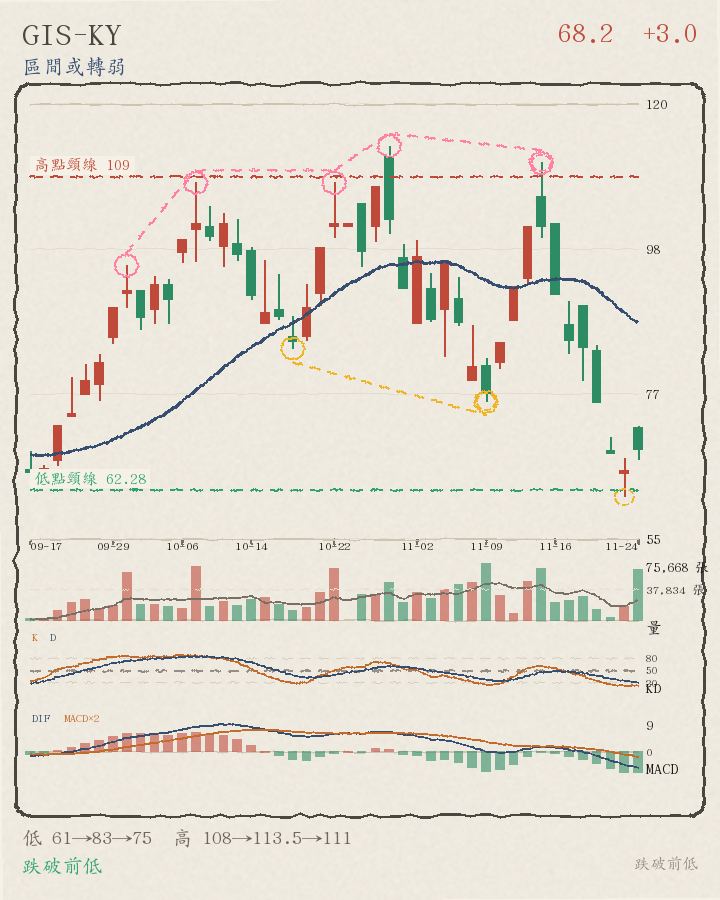 GIS-KY
68.2 +3.0
區間或轉弱
120
高點頸線 109
98
77
低點頸線 62.28
55
09-17 09-29 10-06 10-14 10-22 11-02 11-09 11-16 11-24
75,668 張
37,834 張
量
K D
80
50
20
KD
DIF MACD×2
9
0
MACD
低 61→83→75 高 108→113.5→111
跌破前低
跌破前低